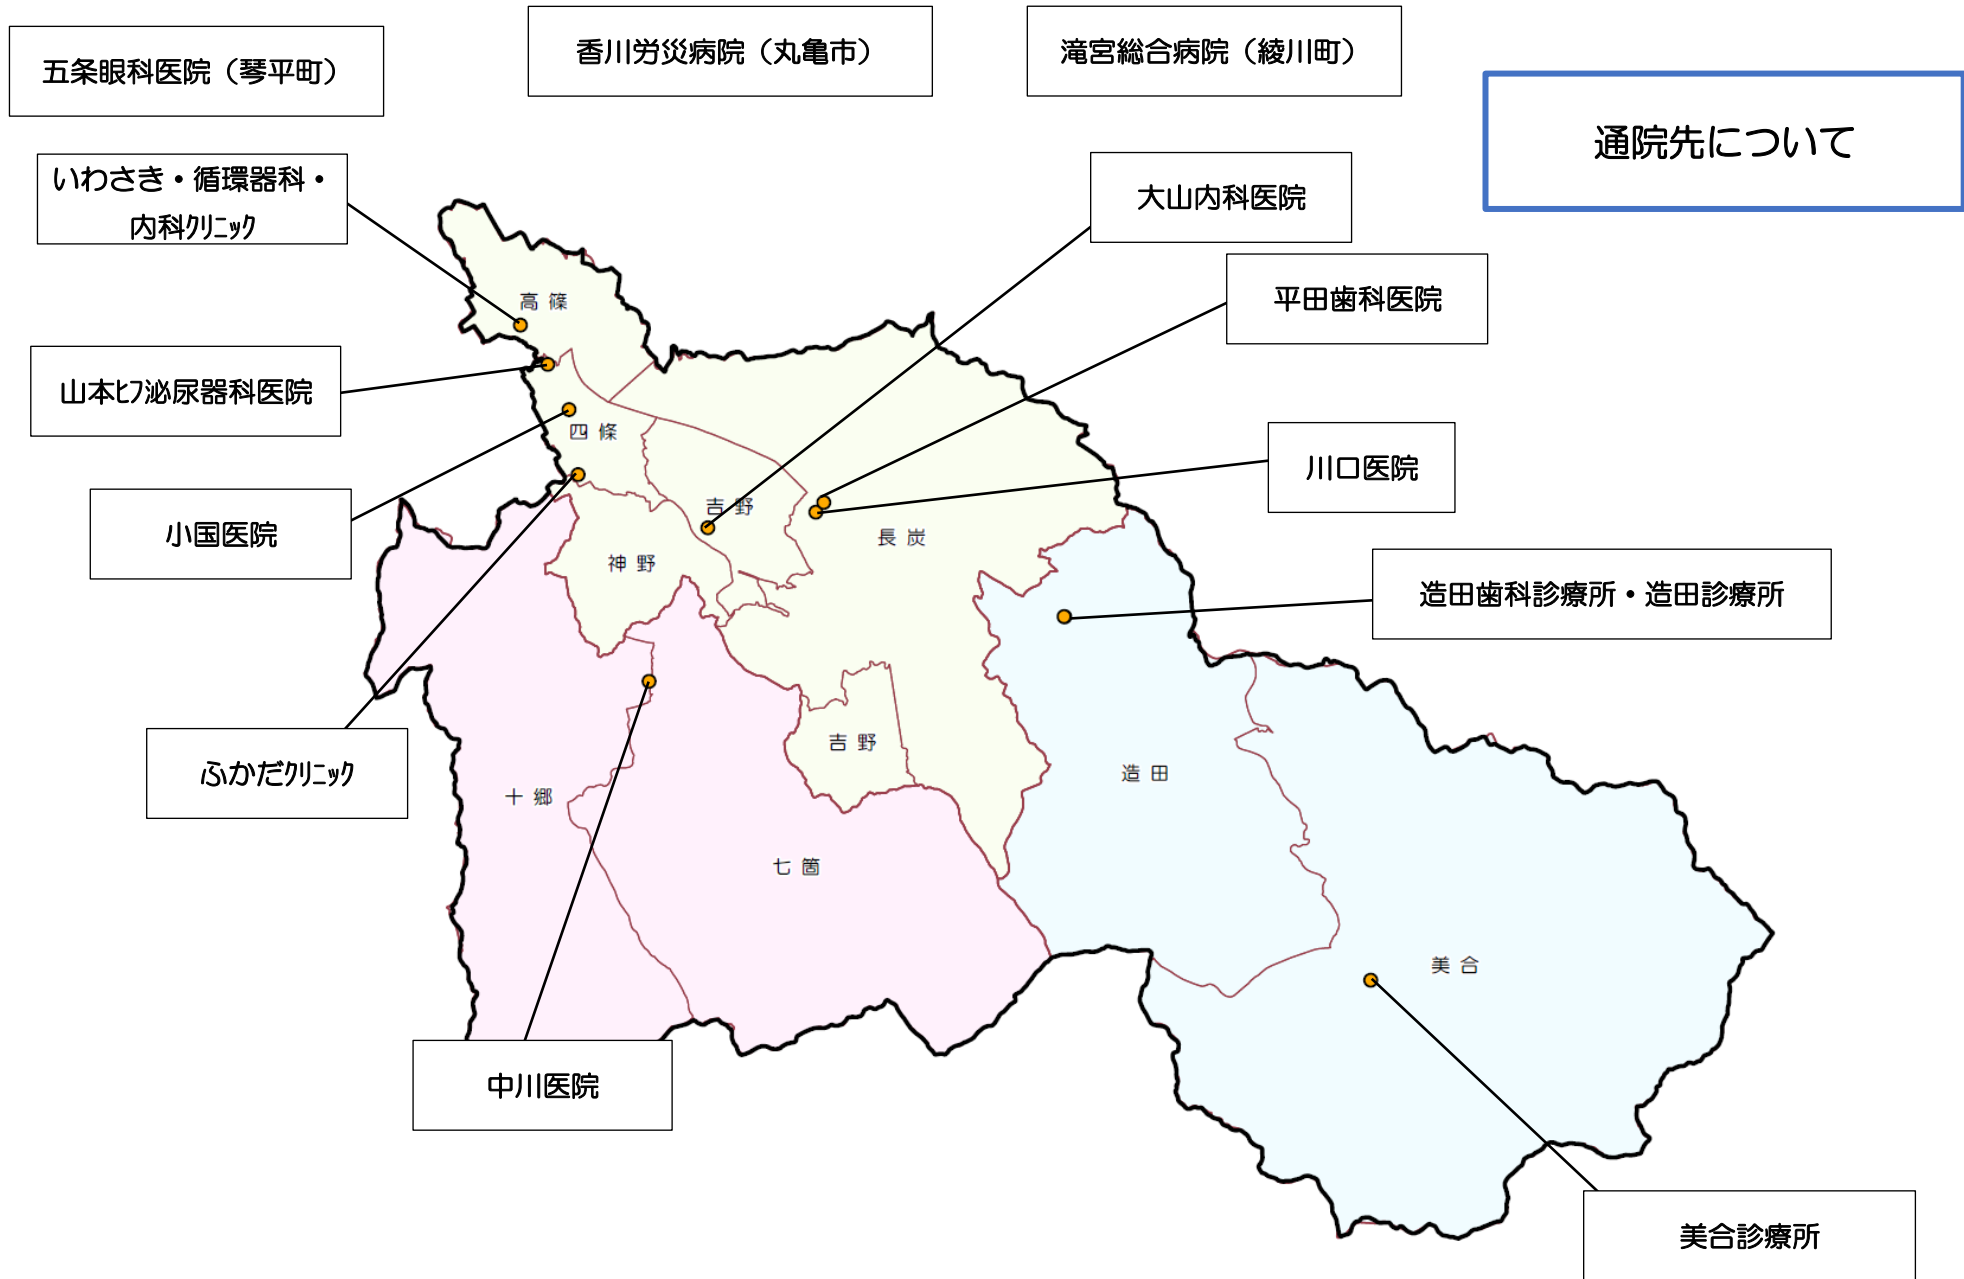 五条眼科医院（琴平町）
香川労災病院（丸亀市）
滝宮総合病院（綾川町）
通院先について
いわさき・循環器科・
内科ｸﾘﾆｯｸ
大山内科医院
平田歯科医院
高篠
山本ﾋﾌ泌尿器科医院
四條
川口医院
小国医院
吉野
長炭
神野
造田歯科診療所・造田診療所
ふかだｸﾘﾆｯｸ
吉野
造田
十郷
七箇
美合
中川医院
美合診療所